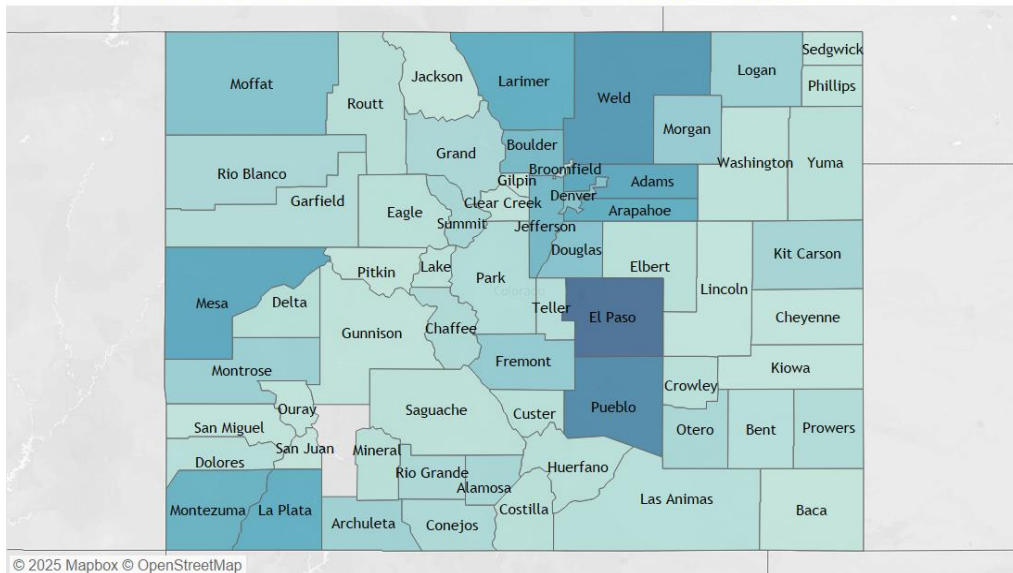 Sedgwick
Logan
Jackson
Larimer
Moffat
Phillips
Weld
Routt
Morgan
Boulder
Grand
Washington
Yuma
Broomfield
Rio Blanco
Gilpin
Adams
Denver
Garfield
Clear Creek
Eagle
Arapahoe
Summit
Jefferson
Douglas
Kit Carson
Lake
Elbert
Pitkin
Park
Lincoln
Colorado
Mesa
Delta
Teller
El Paso
Cheyenne
Chaffee
Gunnison
Fremont
Kiowa
Montrose
Crowley
Pueblo
Ouray
Saguache
Custer
San Miguel
Otero
Bent
Prowers
San Juan
Mineral
Dolores
Huerfano
Rio Grande
Alamosa
Las Animas
Montezuma
La Plata
Costilla
Baca
Archuleta
Conejos
© 2025 Mapbox © OpenStreetMap